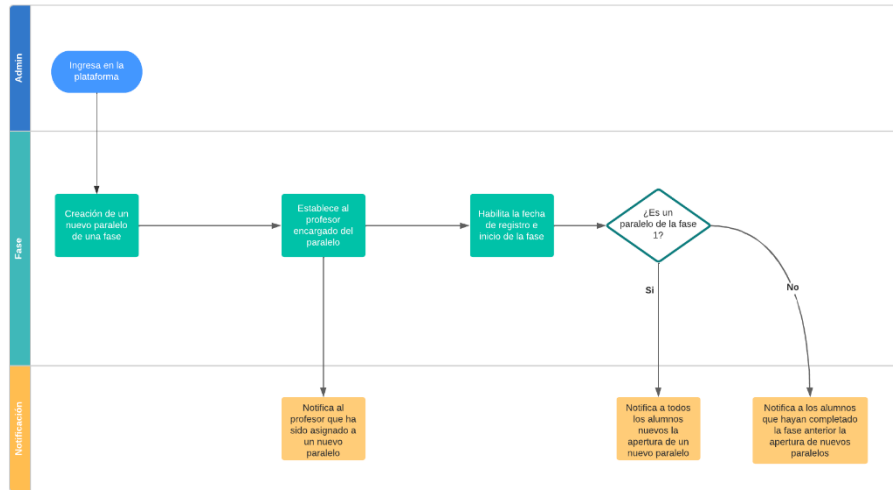 Admin
Ingresa en la
plataforma
Fase
Creación de un
nuevo paralelo
de una fase
Establece al
profesor
encargado del
paralelo
Habilita la fecha
de registro e
inicio de la fase
¿Es un
paralelo de la fase
1?
Si
No
Notificación
Notifica al
profesor que ha
sido asignado a
un nuevo
paralelo
Notifica a todos
los alumnos
nuevos la
apertura de un
nuevo paralelo
Notifica a los alumnos
que hayan completado
la fase anterior la
apertura de nuevos
paralelos